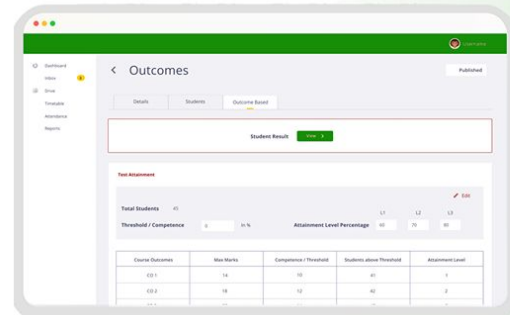 Username
Dashboard
Inbox
Drive
Timetable
Attendance
Reports
Outcomes
Published
Details
Students
Outcome Based
Student Result
View
Test Attainment
Edit
Total Students 45
L1 L2 L3
Threshold / Competence In % Attainment Level Percentage 60 70 80
Course Outcomes Max Marks Competence / Threshold Students above Threshold Attainment Level
CO 1 14 10 41 1
CO 2 18 12 42 2